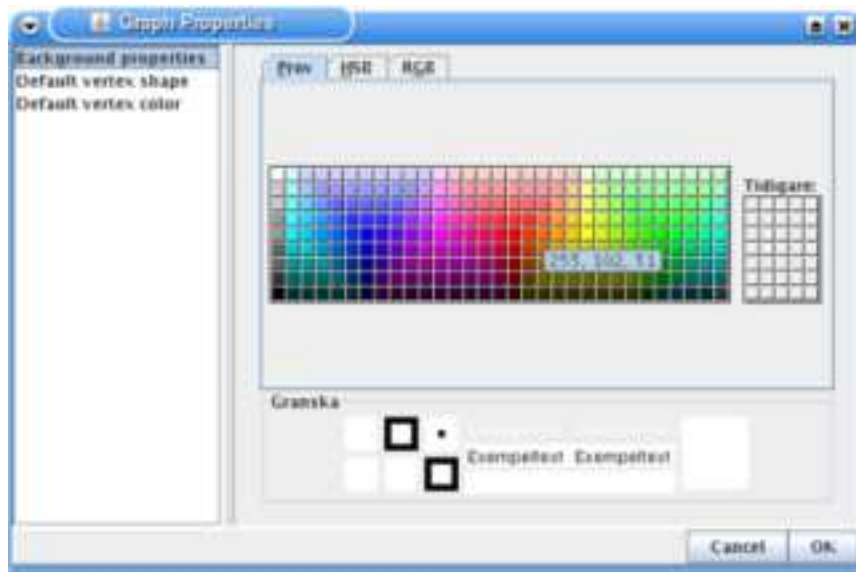 Graph Properties
Background properties
Default vertex shape
Default vertex color
Prov HSB RGB
Tidigare:
255, 102, 51
Granska
Exempeltext Exempeltext
Cancel OK